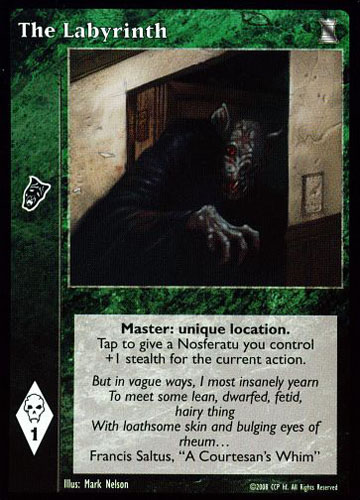 The Labyrinth
Master: unique location.
Tap to give a Nosferatu you control
+1 stealth for the current action.
But in vague ways, I most insanely yearn
To meet some lean, dwarfed, fetid,
hairy thing
With loathsome skin and bulging eyes of
rheum...
Francis Saltus, "A Courtesan's Whim"
1
Illus: Mark Nelson
©2008 CCP hf. All Rights Reserved